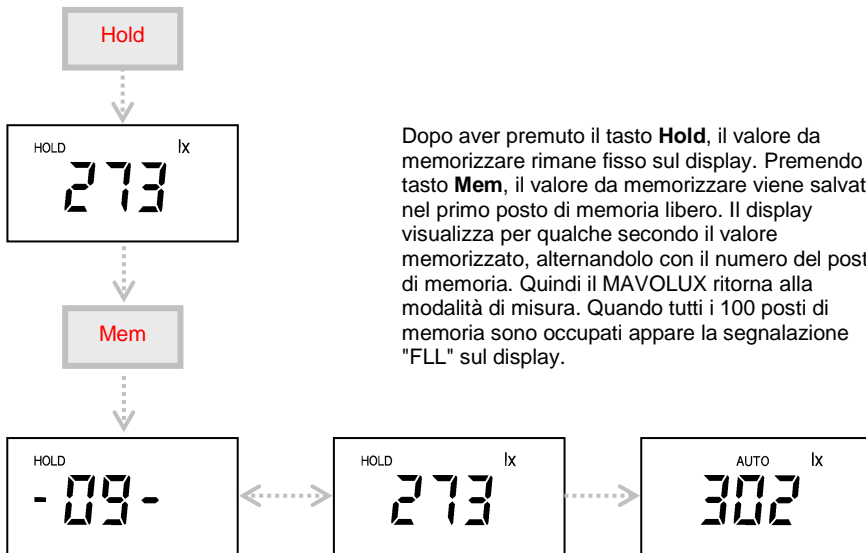 Hold
HOLD lx
273
Dopo aver premuto il tasto Hold, il valore da
memorizzare rimane fisso sul display. Premendo
tasto Mem, il valore da memorizzare viene salvat
nel primo posto di memoria libero. Il display
visualizza per qualche secondo il valore
memorizzato, alternandolo con il numero del post
di memoria. Quindi il MAVOLUX ritorna alla
modalità di misura. Quando tutti i 100 posti di
memoria sono occupati appare la segnalazione
"FLL" sul display.
Mem
HOLD
-09-
HOLD lx
273
AUTO lx
302